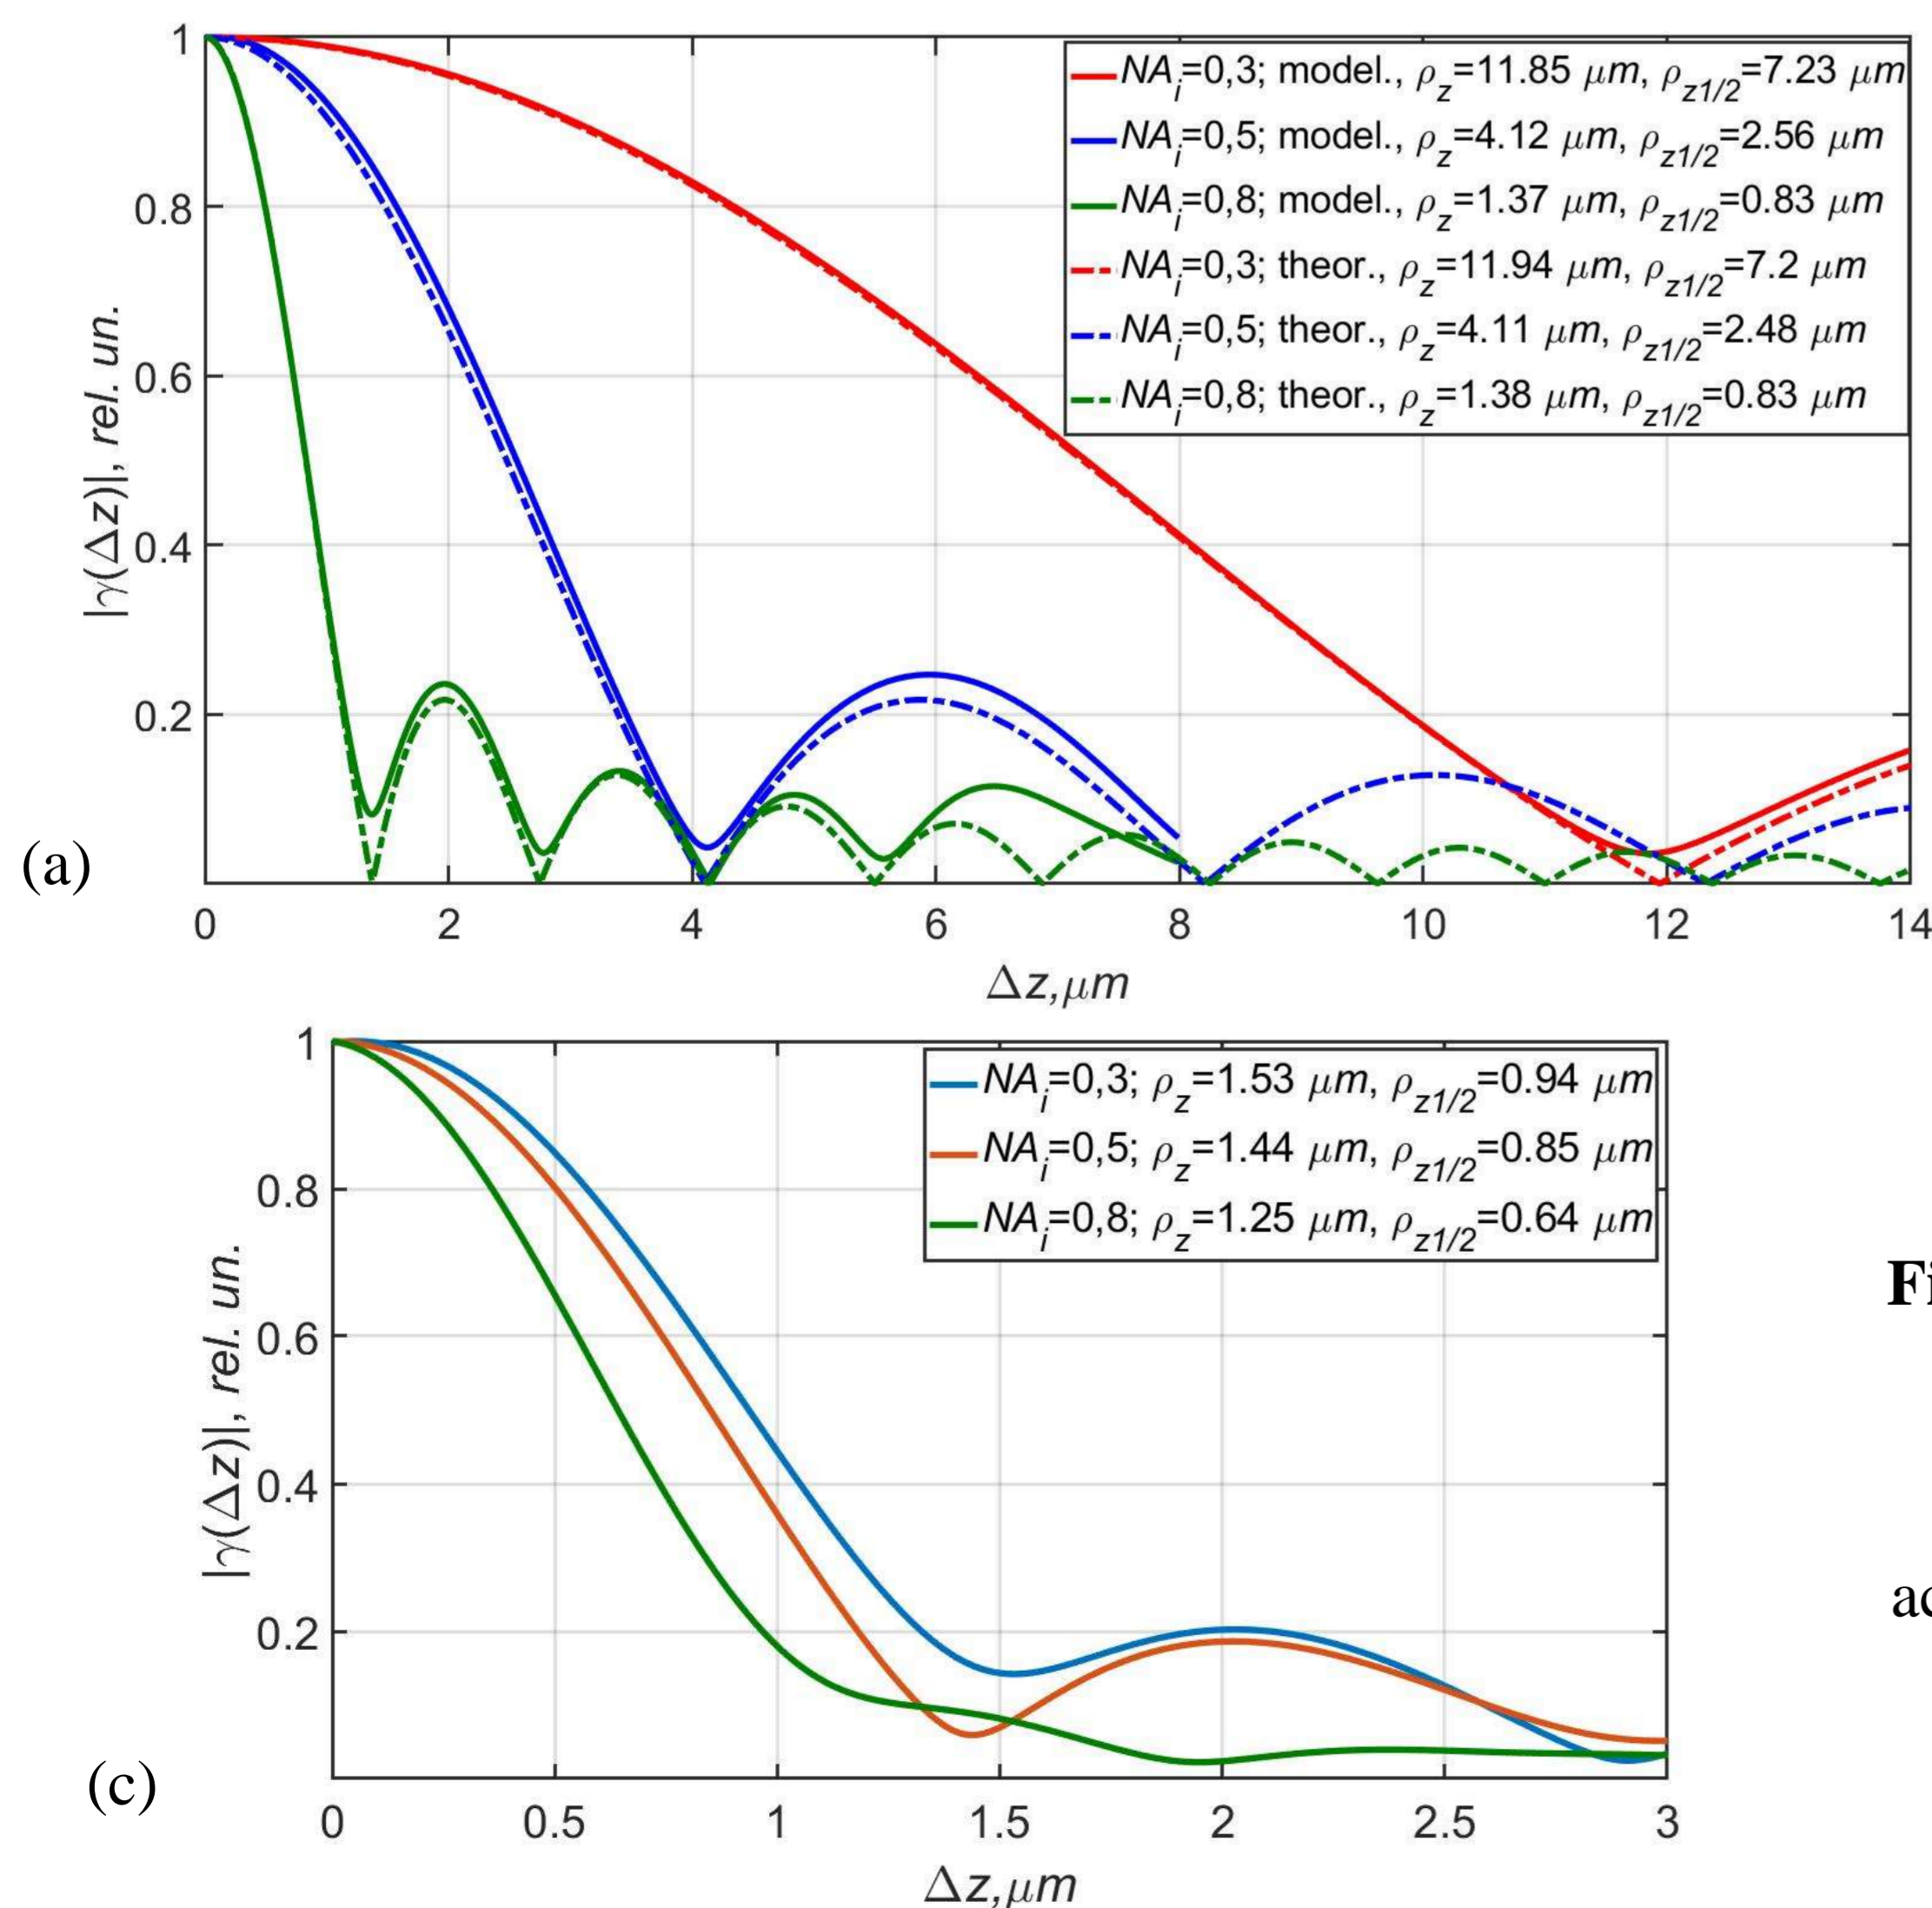 1
0.8
0.6
0.4
0.2
|γ(Δz)|, rel. un.
NAi=0,3; model., ρz=11.85 μm, ρz1/2=7.23 μm
NAi=0,5; model., ρz=4.12 μm, ρz1/2=2.56 μm
NAi=0,8; model., ρz=1.37 μm, ρz1/2=0.83 μm
NAi=0,3; theor., ρz=11.94 μm, ρz1/2=7.2 μm
NAi=0,5; theor., ρz=4.11 μm, ρz1/2=2.48 μm
NAi=0,8; theor., ρz=1.38 μm, ρz1/2=0.83 μm
(a)
0 2 4 6 8 10 12 14
Δz,μm
1
0.8
0.6
0.4
0.2
|γ(Δz)|, rel. un.
NAi=0,3; ρz=1.53 μm, ρz1/2=0.94 μm
NAi=0,5; ρz=1.44 μm, ρz1/2=0.85 μm
NAi=0,8; ρz=1.25 μm, ρz1/2=0.64 μm
(c)
0 0.5 1 1.5 2 2.5 3
Δz,μm